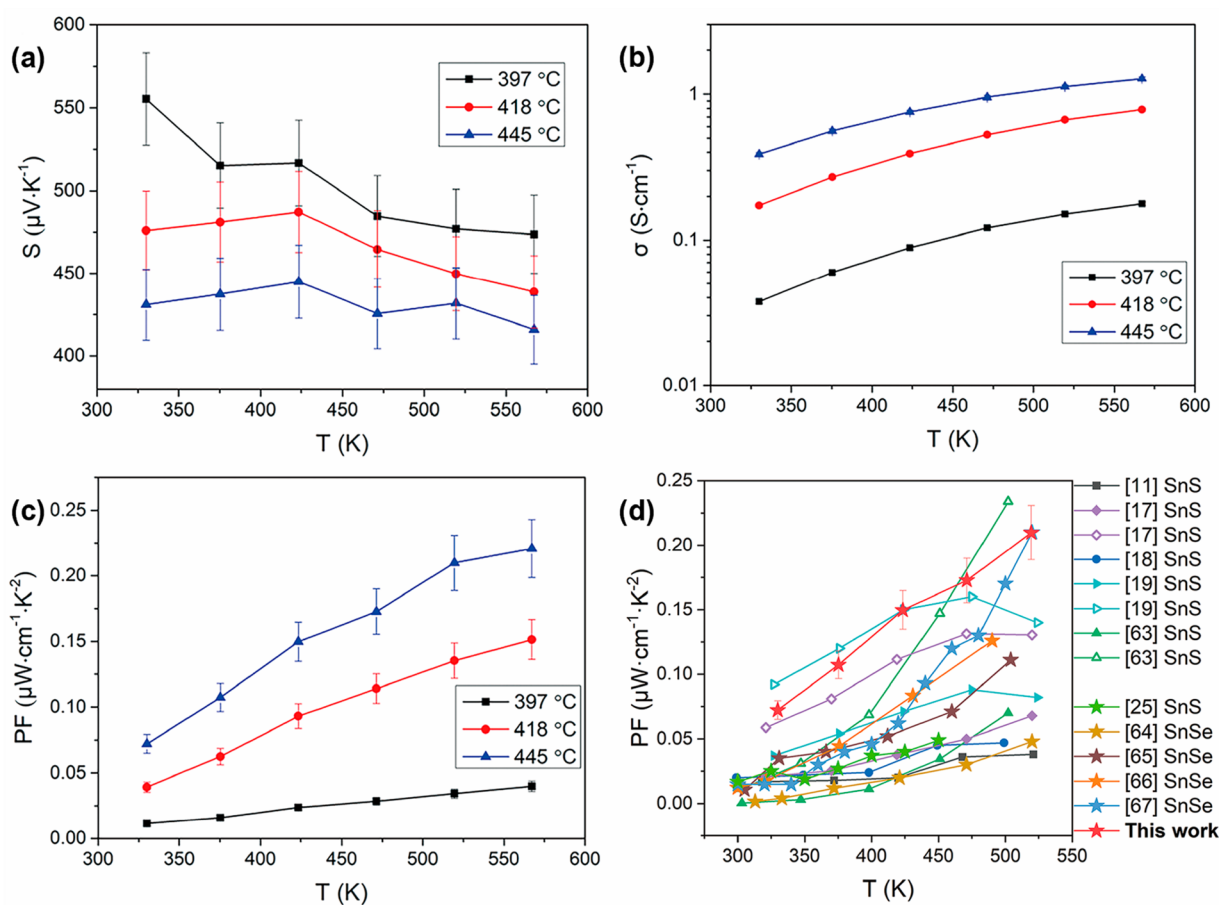 (a)
600
550
500
450
400
S (μV·K⁻¹)
397 °C
418 °C
445 °C
300 350 400 450 500 550 600
T (K)
(b)
1
0.1
0.01
σ (S·cm⁻¹)
397 °C
418 °C
445 °C
300 350 400 450 500 550 600
T (K)
(c)
0.25
0.20
0.15
0.10
0.05
0.00
PF (μW·cm⁻¹·K⁻²)
397 °C
418 °C
445 °C
300 350 400 450 500 550 600
T (K)
(d)
0.25
0.20
0.15
0.10
0.05
0.00
PF (μW·cm⁻¹·K⁻²)
300 350 400 450 500 550
T (K)
[11] SnS
[17] SnS
[17] SnS
[18] SnS
[19] SnS
[19] SnS
[63] SnS
[63] SnS
[25] SnS
[64] SnSe
[65] SnSe
[66] SnSe
[67] SnSe
This work